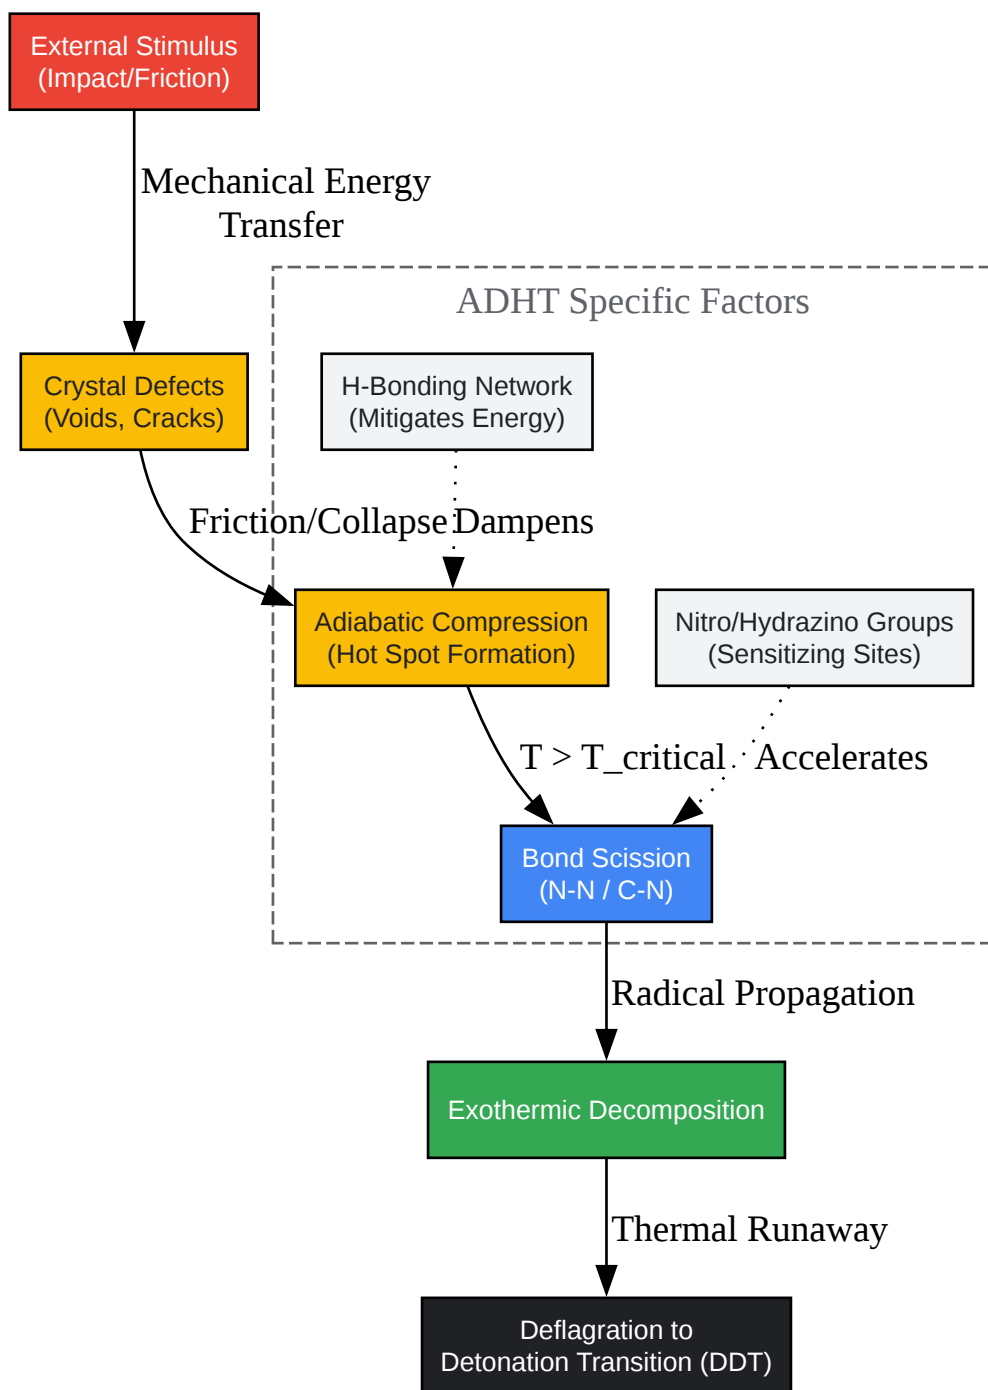 External Stimulus
(Impact/Friction)
Mechanical Energy
Transfer
ADHT Specific Factors
Crystal Defects
(Voids, Cracks)
H-Bonding Network
(Mitigates Energy)
Friction/Collapse
Dampens
Adiabatic Compression
(Hot Spot Formation)
Nitro/Hydrazino Groups
(Sensitizing Sites)
T > T_critical
Accelerates
Bond Scission
(N-N / C-N)
Radical Propagation
Exothermic Decomposition
Thermal Runaway
Deflagration to
Detonation Transition (DDT)